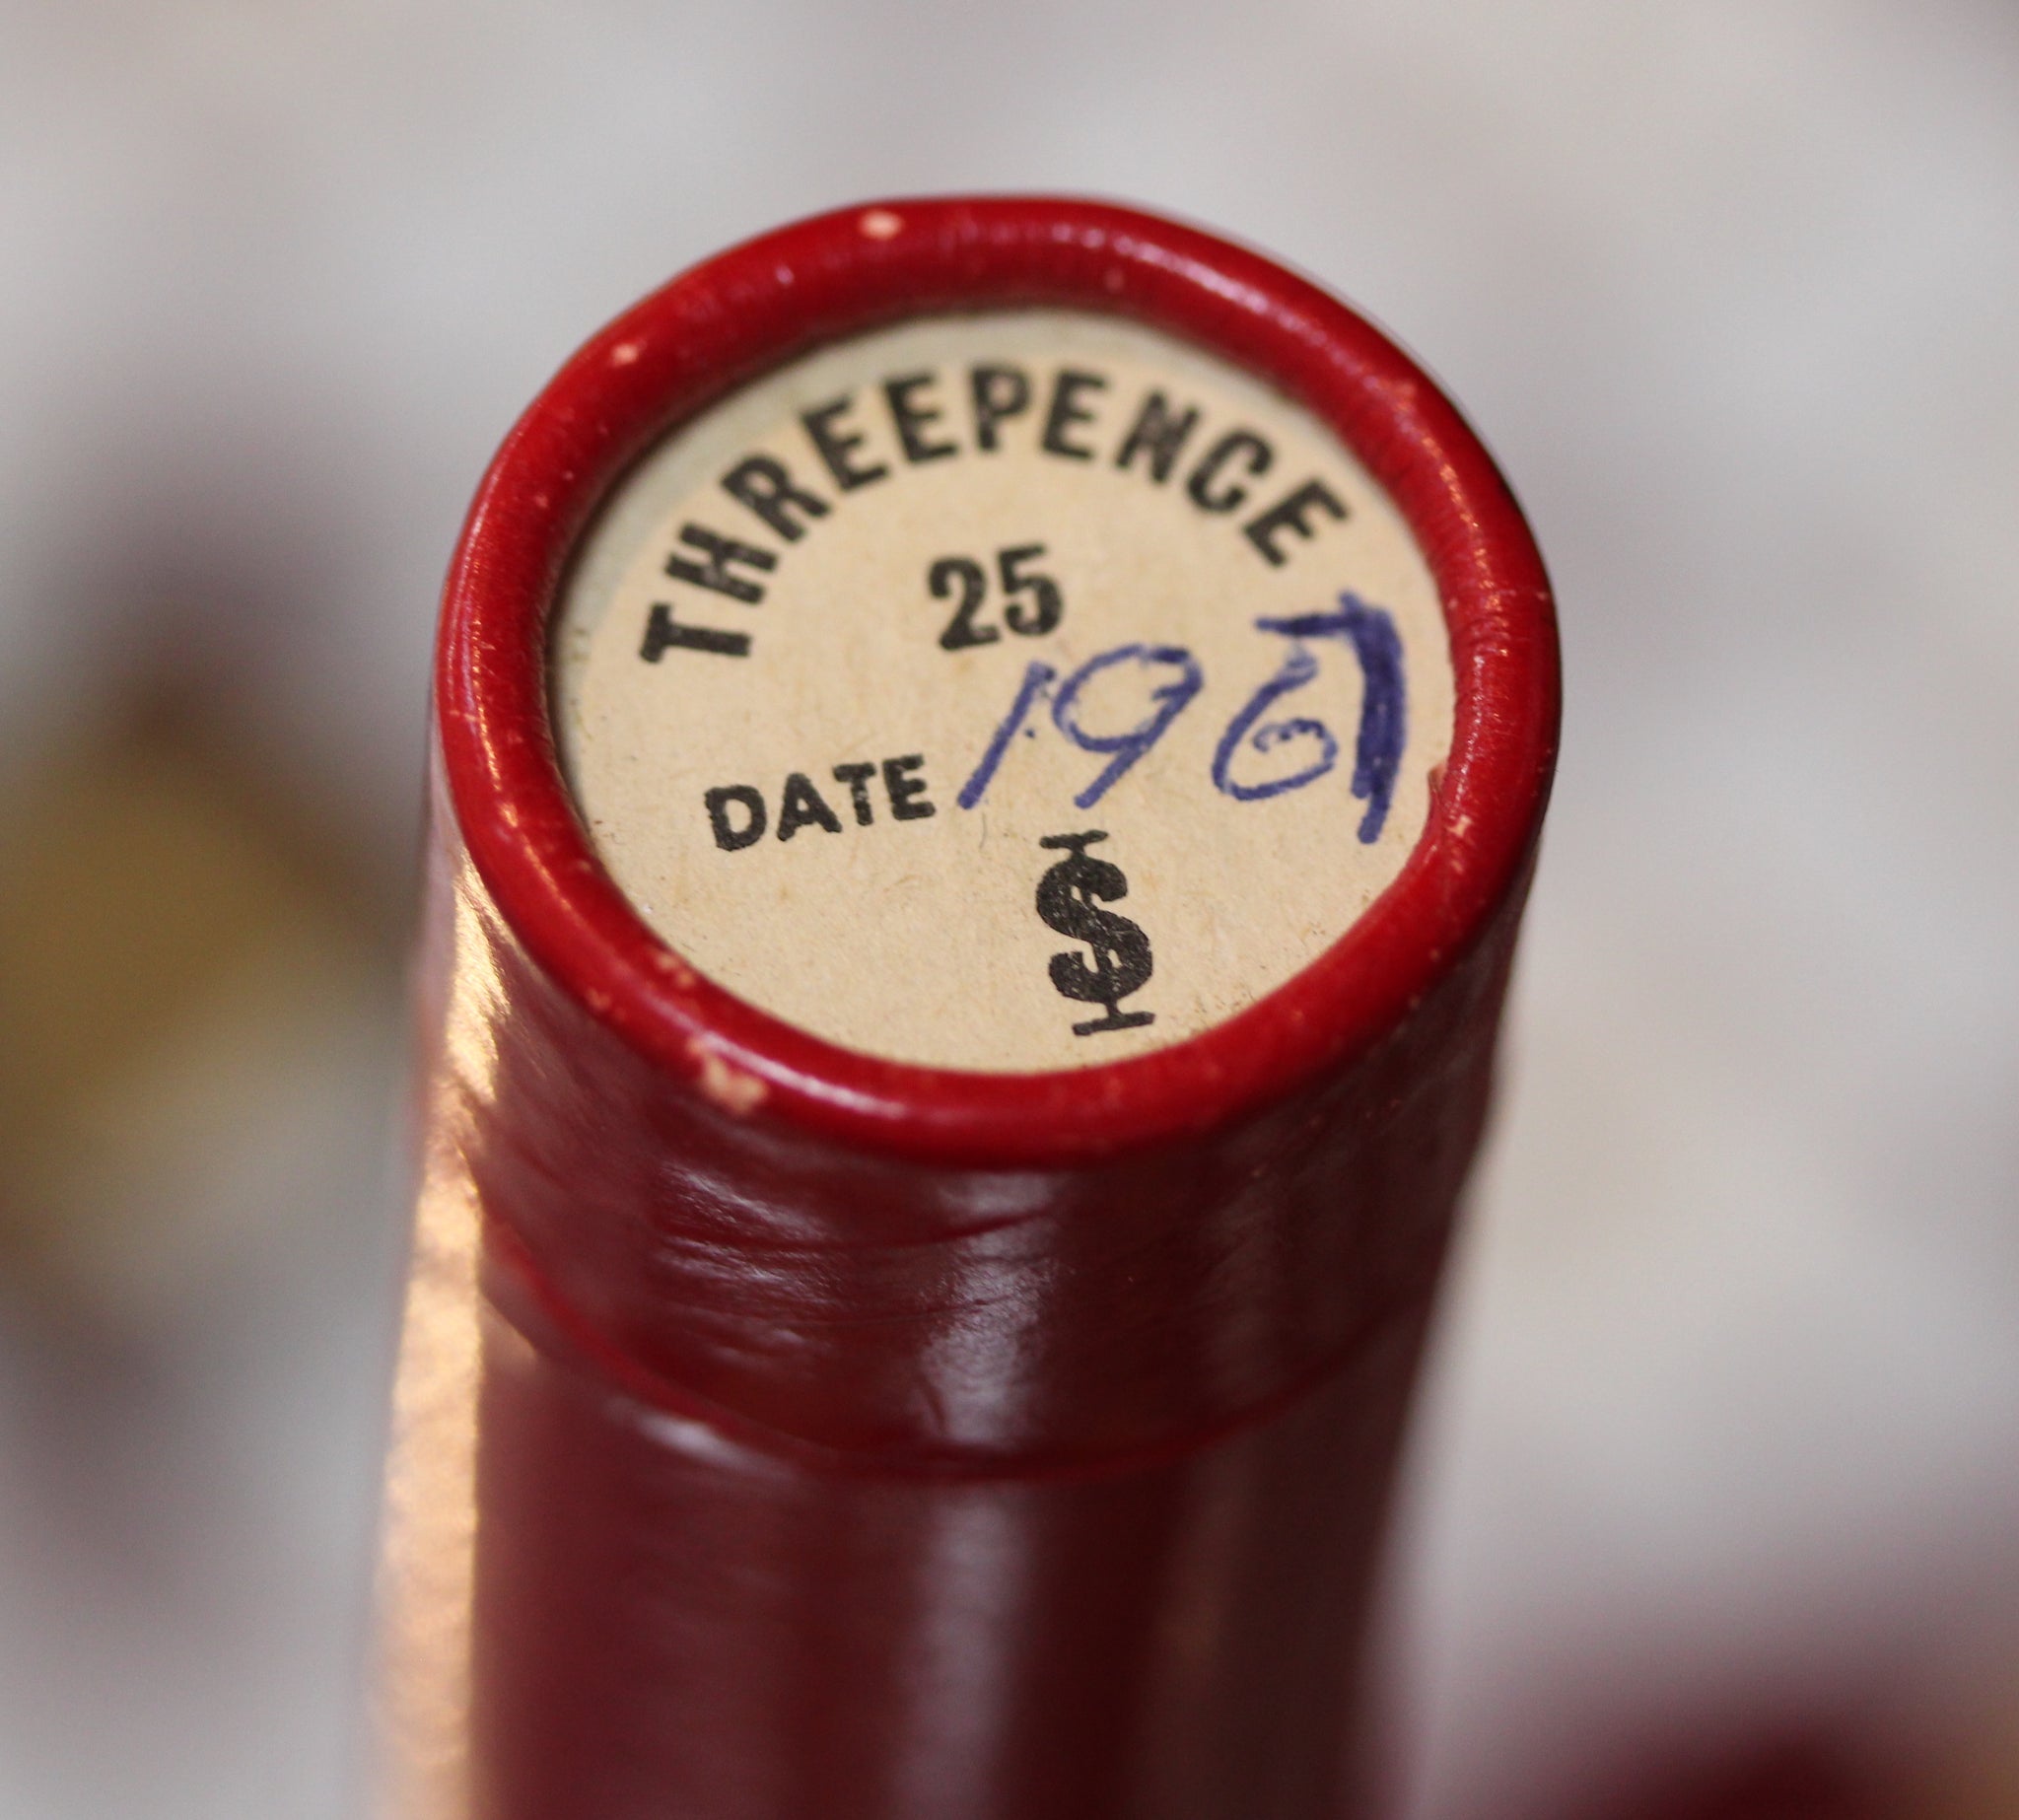 THREEPENCE
25
DATE 1967
$